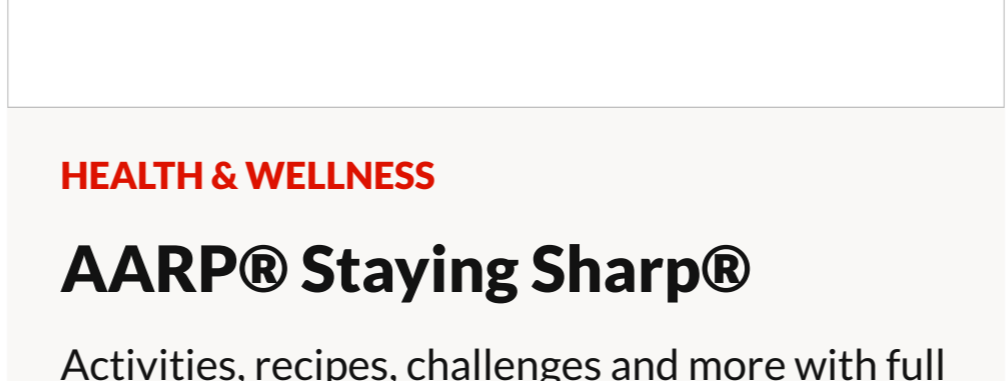 HEALTH & WELLNESS
AARP® Staying Sharp®
Activities, recipes, challenges and more with full